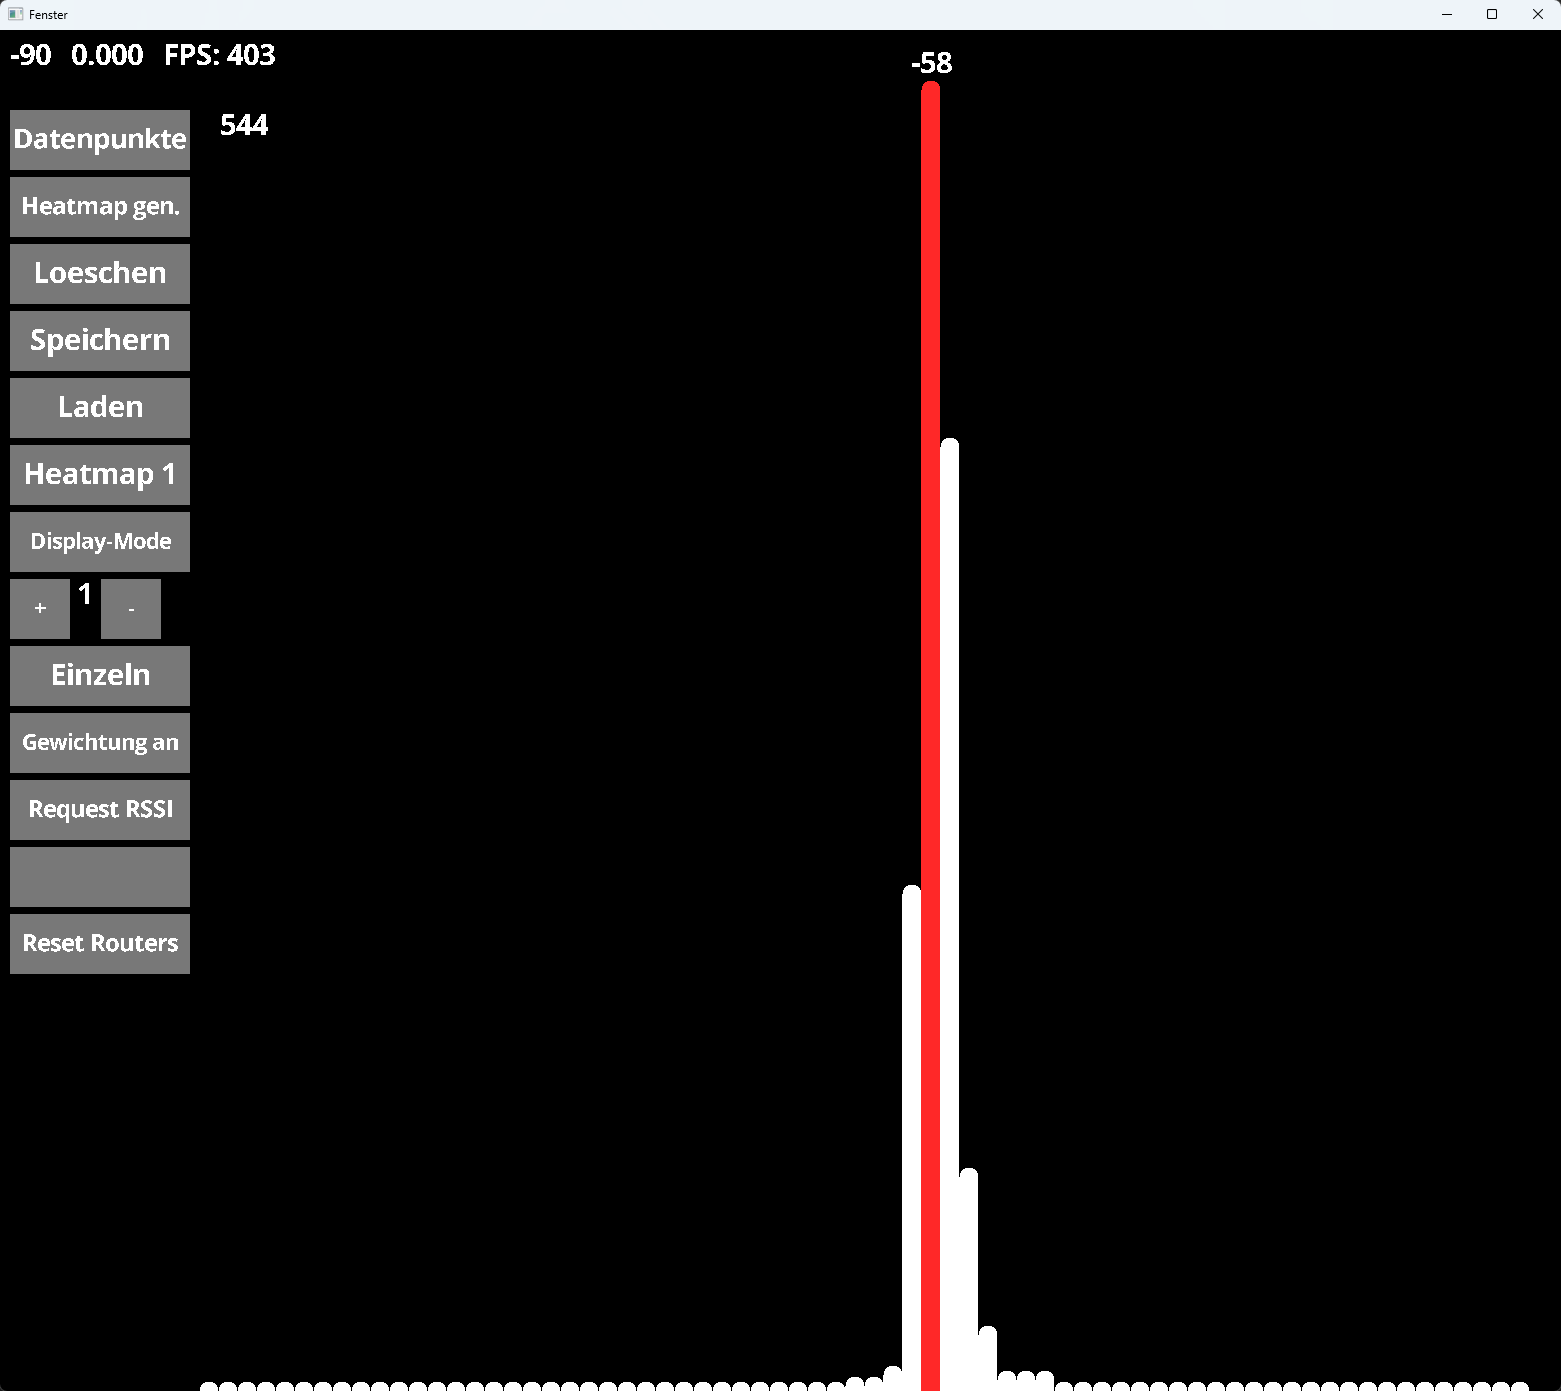 Fenster
-90 0.000 FPS: 403
-58
544
Datenpunkte
Heatmap gen.
Loeschen
Speichern
Laden
Heatmap 1
Display-Mode
+ 1 -
Einzeln
Gewichtung an
Request RSSI
Reset Routers